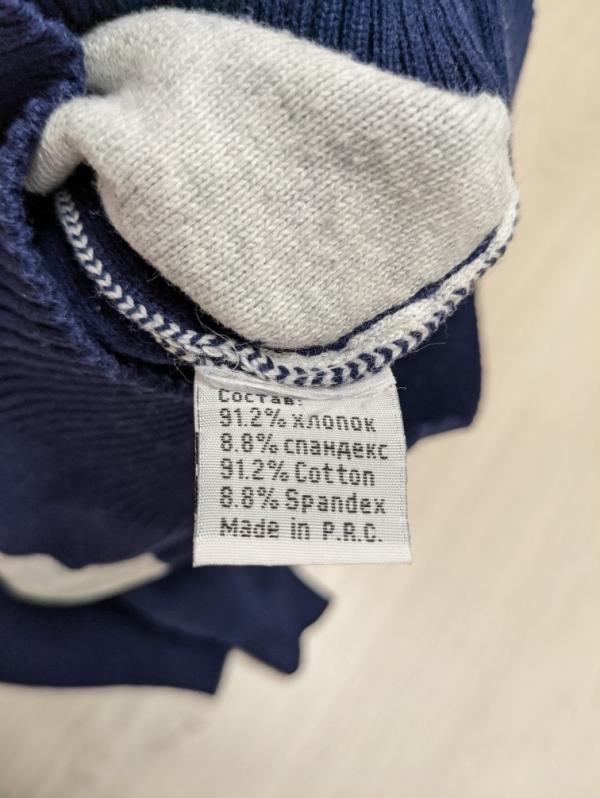 Состав:
91.2% хлопок
8.8% спандекс
91.2% Cotton
8.8% Spandex
Made in P.R.C.